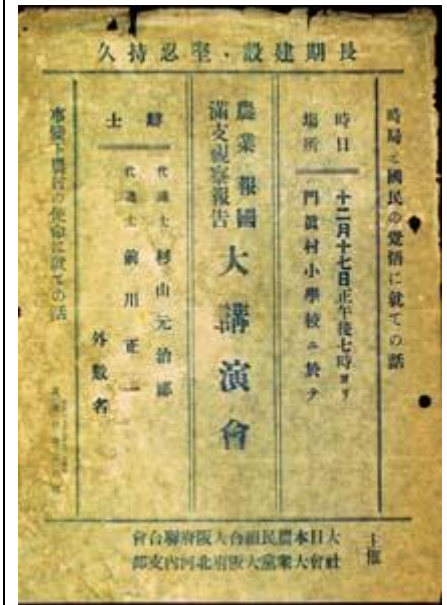 長期建設・堅忍持久
時局と國民の覺悟に就ての話
時日 十二月十七日正午後七時ヨリ
場所 門眞村小學校ニ於テ
農業報國
滿支視察報告
大講演會
辯士
代議士 杉山元治郎
代議士 前川正一
外數名
事變下農村の使命に就ての話
主催
大日本農民組合大阪府聯合會
社會大衆黨大阪府北河内支部